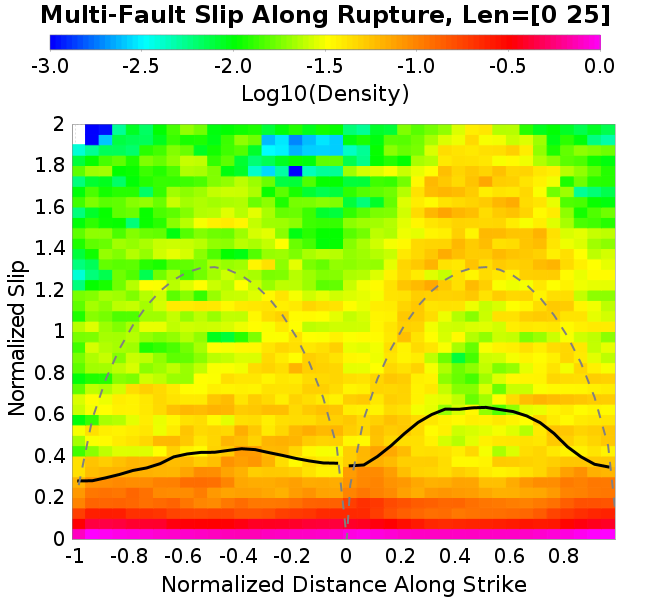 Multi-Fault Slip Along Rupture, Len=[0 25]
-3.0 -2.5 -2.0 -1.5 -1.0 -0.5 0.0
Log10(Density)
Normalized Slip
2
1.8
1.6
1.4
1.2
1
0.8
0.6
0.4
0.2
0
-1 -0.8 -0.6 -0.4 -0.2 0 0.2 0.4 0.6 0.8
Normalized Distance Along Strike